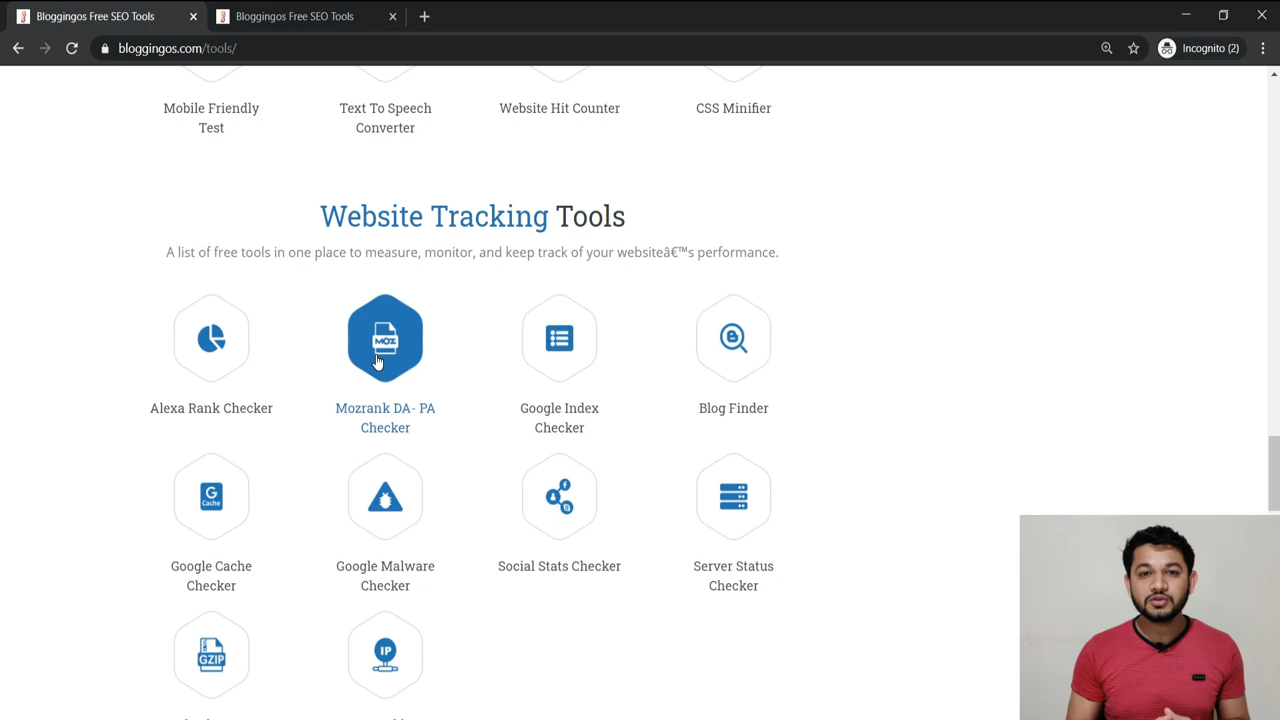 Bloggingos Free SEO Tools
Bloggingos Free SEO Tools
bloggingos.com/tools/
Incognito (2)
Mobile Friendly
Test
Text To Speech
Converter
Website Hit Counter
CSS Minifier
Website Tracking Tools
A list of free tools in one place to measure, monitor, and keep track of your websiteâ€™s performance.
MOZ
Alexa Rank Checker
Mozrank DA- PA
Checker
Google Index
Checker
Blog Finder
G
Cache
Google Cache
Checker
Google Malware
Checker
Social Stats Checker
Server Status
Checker
GZIP
IP